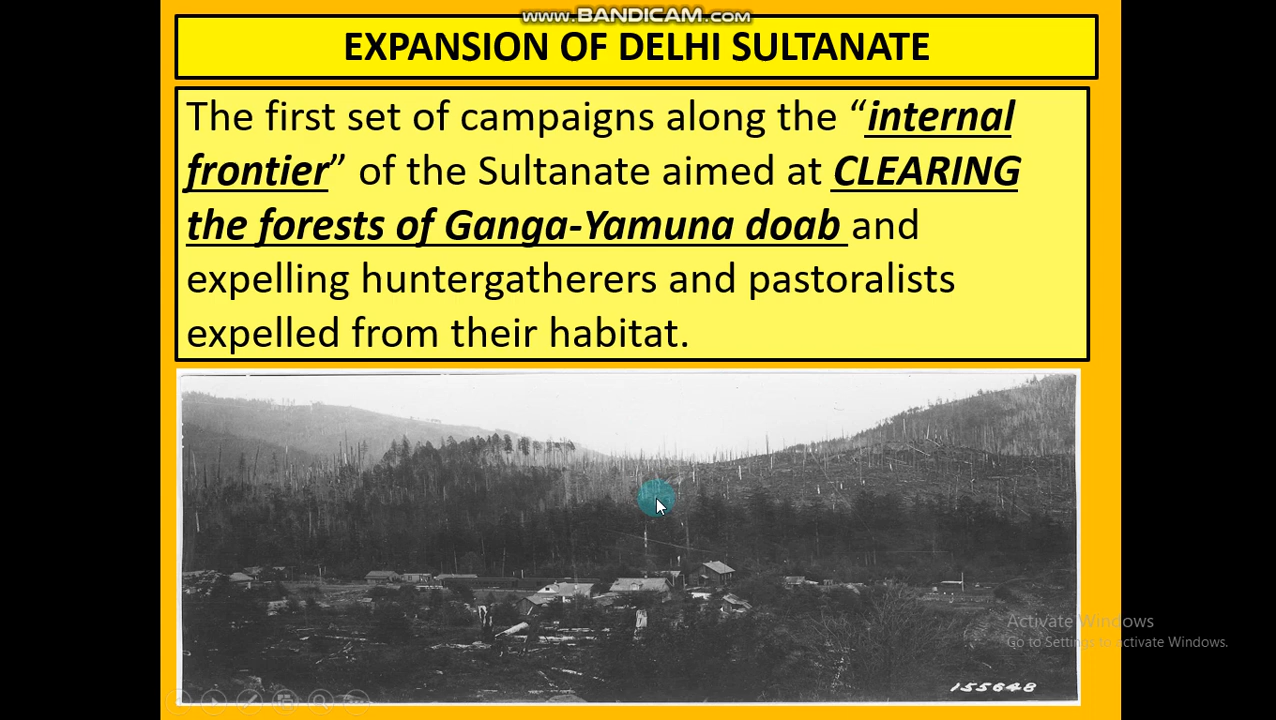 WWW.BANDICAM.COM
EXPANSION OF DELHI SULTANATE
The first set of campaigns along the “internal
frontier” of the Sultanate aimed at CLEARING
the forests of Ganga-Yamuna doab and
expelling huntergatherers and pastoralists
expelled from their habitat.
Activate Windows
Go to Settings to activate Windows.
155648